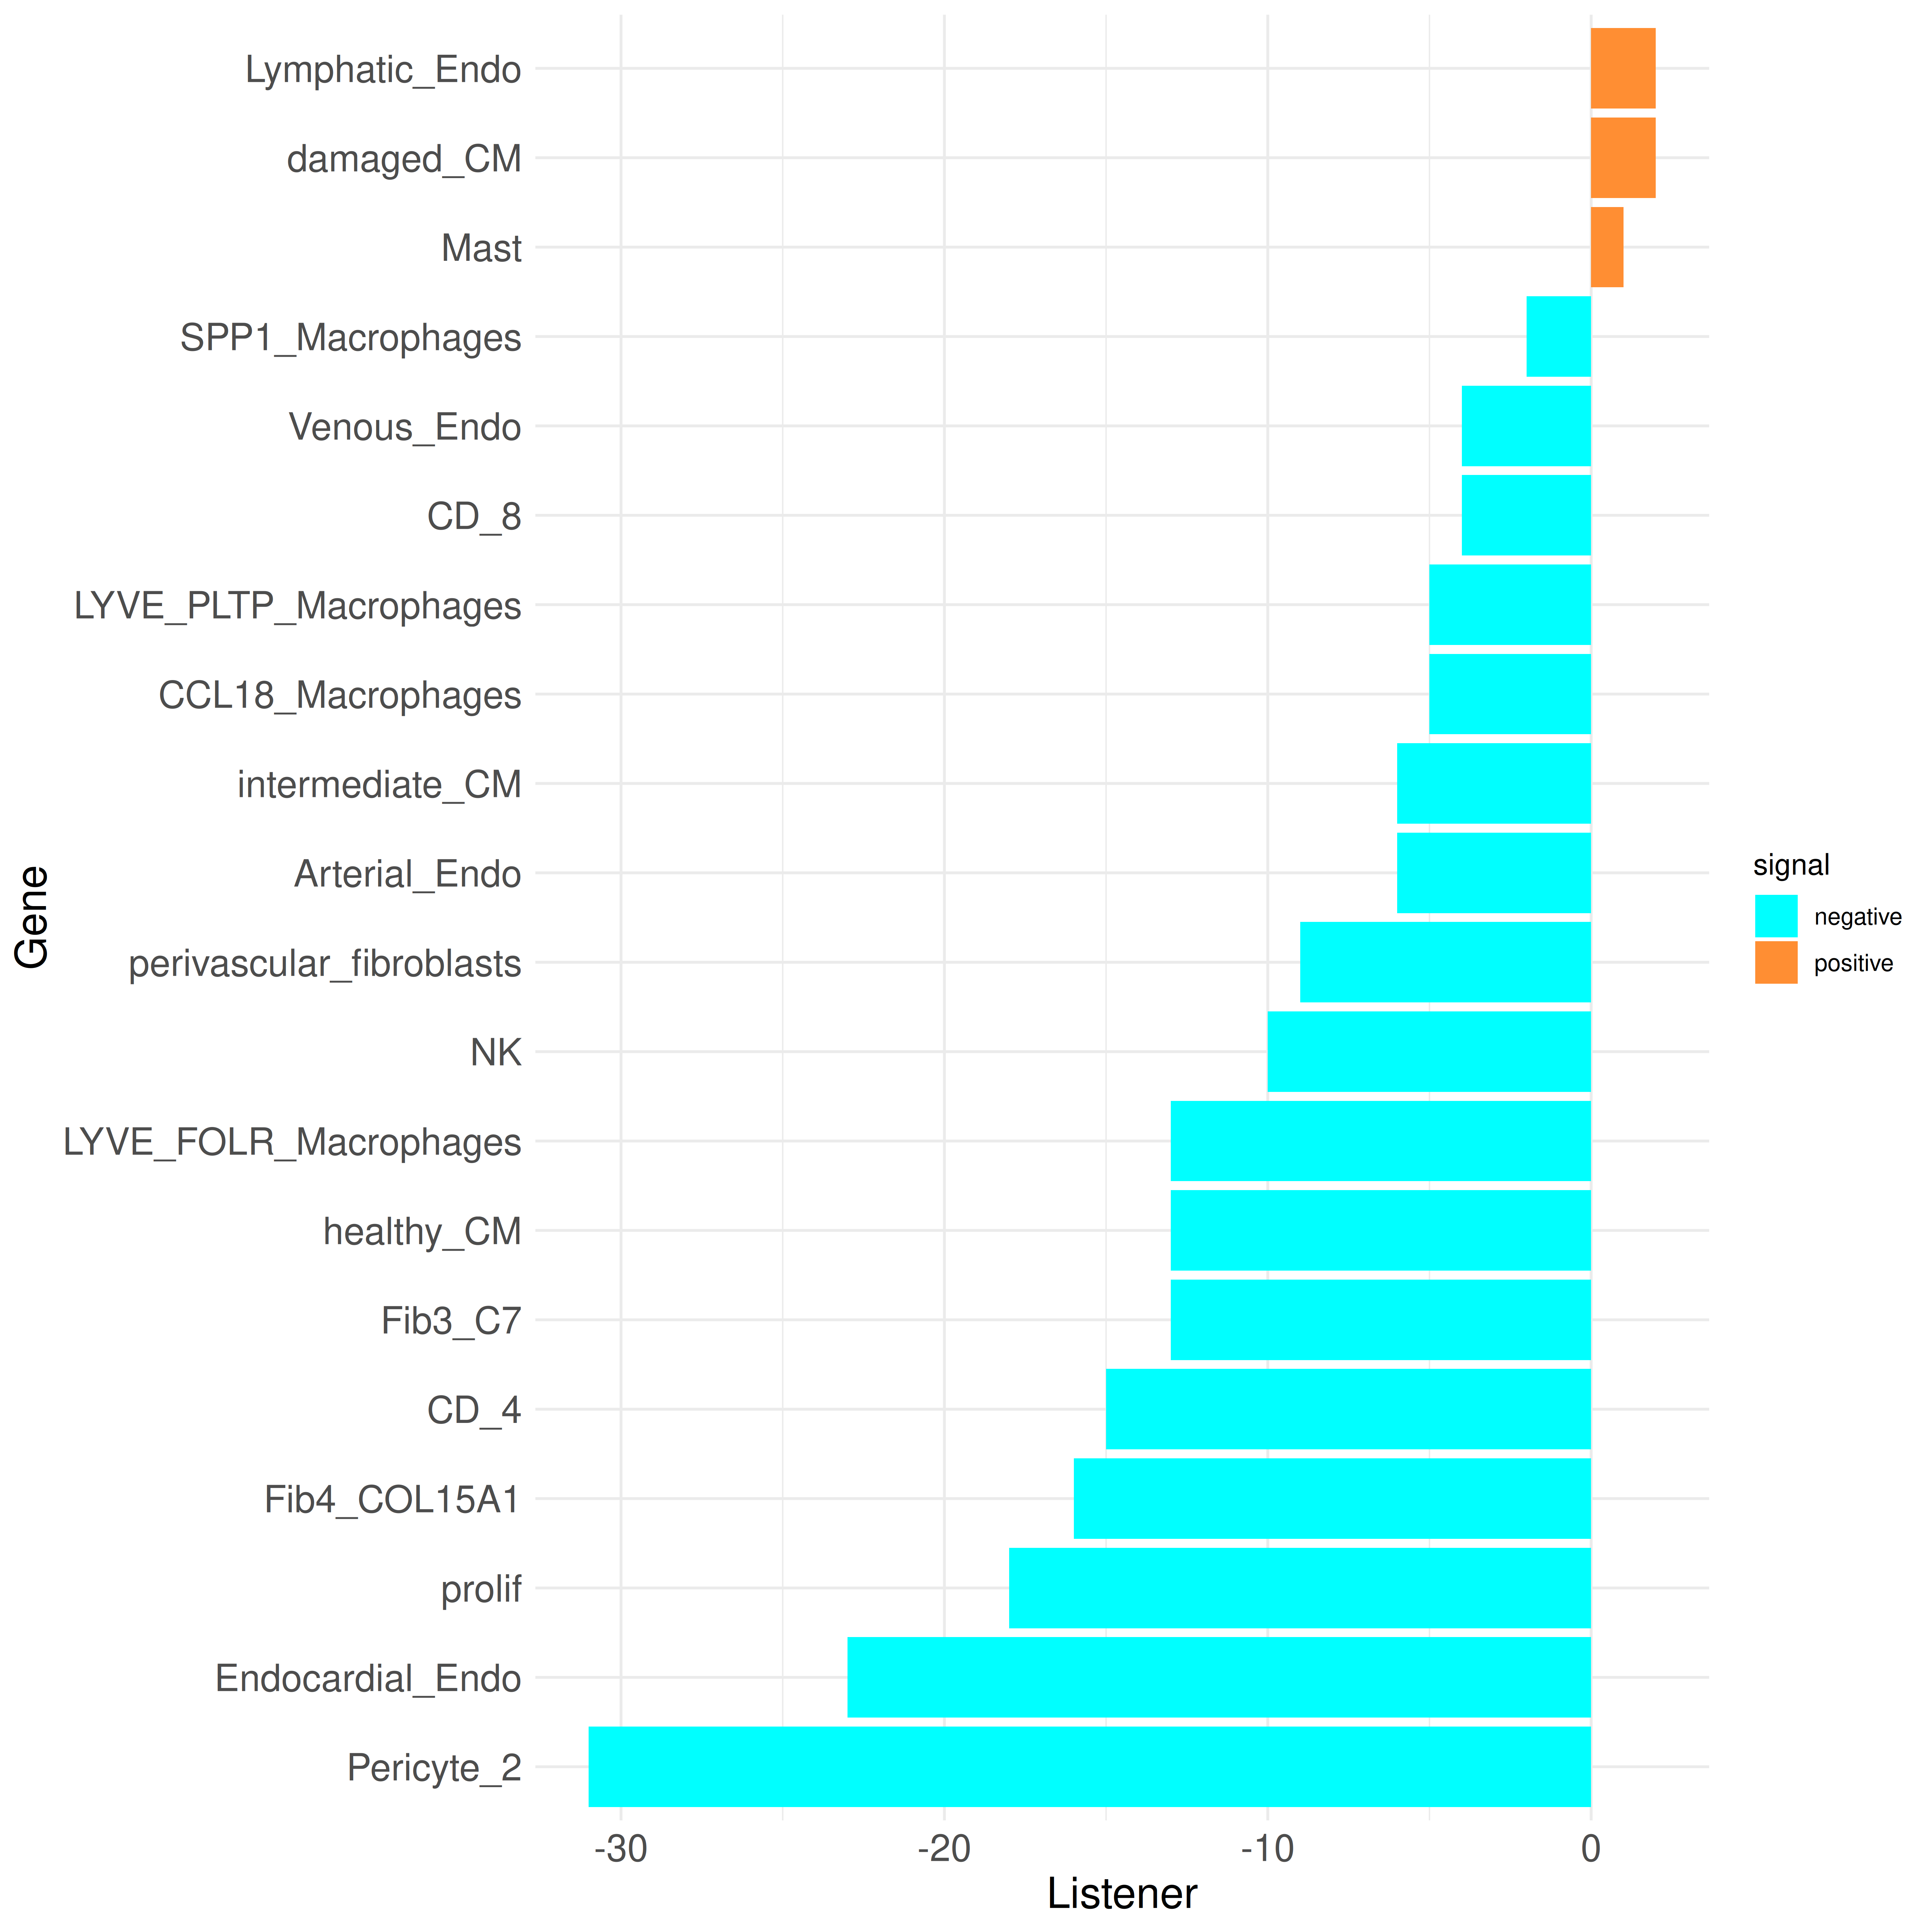 Lymphatic_Endo
damaged_CM
Mast
SPP1_Macrophages
Venous_Endo
CD_8
LYVE_PLTP_Macrophages
CCL18_Macrophages
intermediate_CM
Arterial_Endo
perivascular_fibroblasts
NK
LYVE_FOLR_Macrophages
healthy_CM
Fib3_C7
CD_4
Fib4_COL15A1
prolif
Endocardial_Endo
Pericyte_2
Gene
-30 -20 -10 0
Listener
signal
negative
positive